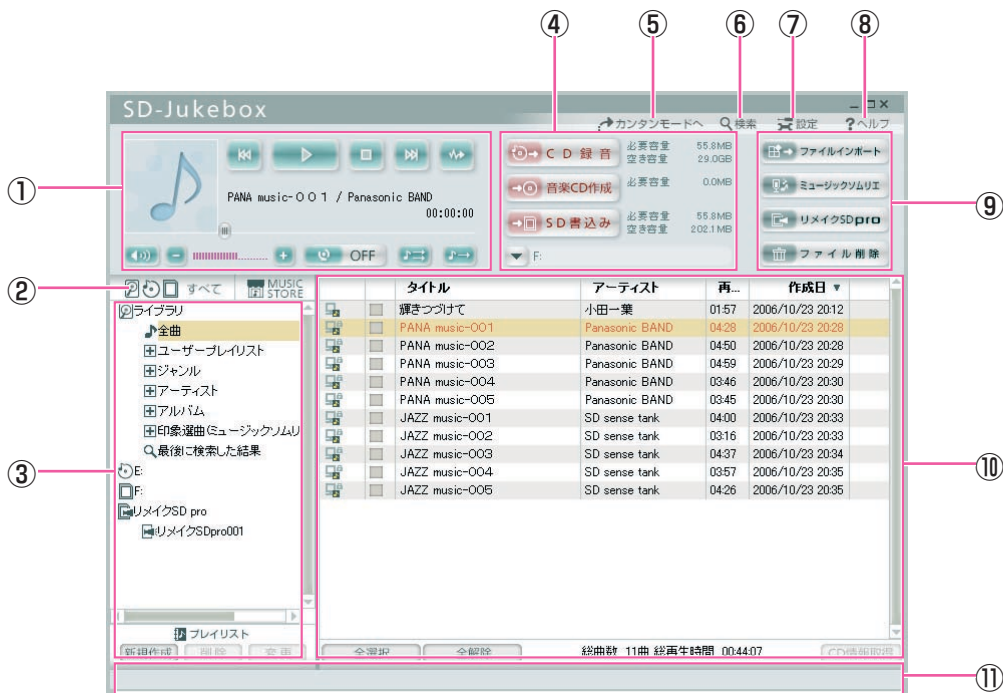 ④ ⑤ ⑥ ⑦ ⑧
SD-Jukebox
カンタンモードへ 検索 設定 ?ヘルプ
①
PANA music-001 / Panasonic BAND
00:00:00
OFF
CD録音 必要容量 55.8MB
空き容量 29.0GB
音楽CD作成 必要容量 0.0MB
SD書込み 必要容量 55.8MB
空き容量 202.1MB
F:
ファイルインポート
ミュージックソムリエ
リメイクSDpro
ファイル削除
⑨
②
すべて MUSIC STORE
③
ライブラリ
全曲
ユーザープレイリスト
ジャンル
アーティスト
アルバム
印象選曲(ミュージックソムリ
最後に検索した結果
E:
F:
リメイクSD pro
リメイクSDpro001
プレイリスト
新規作成 削除 変更
タイトル アーティスト 再... 作成日 ▼
輝きつづけて 小田一葉 01:57 2006/10/23 20:12
PANA music-001 Panasonic BAND 04:28 2006/10/23 20:28
PANA music-002 Panasonic BAND 04:50 2006/10/23 20:28
PANA music-003 Panasonic BAND 04:59 2006/10/23 20:29
PANA music-004 Panasonic BAND 03:46 2006/10/23 20:30
PANA music-005 Panasonic BAND 03:45 2006/10/23 20:30
JAZZ music-001 SD sense tank 04:00 2006/10/23 20:33
JAZZ music-002 SD sense tank 03:16 2006/10/23 20:33
JAZZ music-003 SD sense tank 04:37 2006/10/23 20:34
JAZZ music-004 SD sense tank 03:57 2006/10/23 20:35
JAZZ music-005 SD sense tank 04:26 2006/10/23 20:35
⑩
全選択 全解除 総曲数 11曲 総再生時間 00:44:07 CD情報取得
⑪